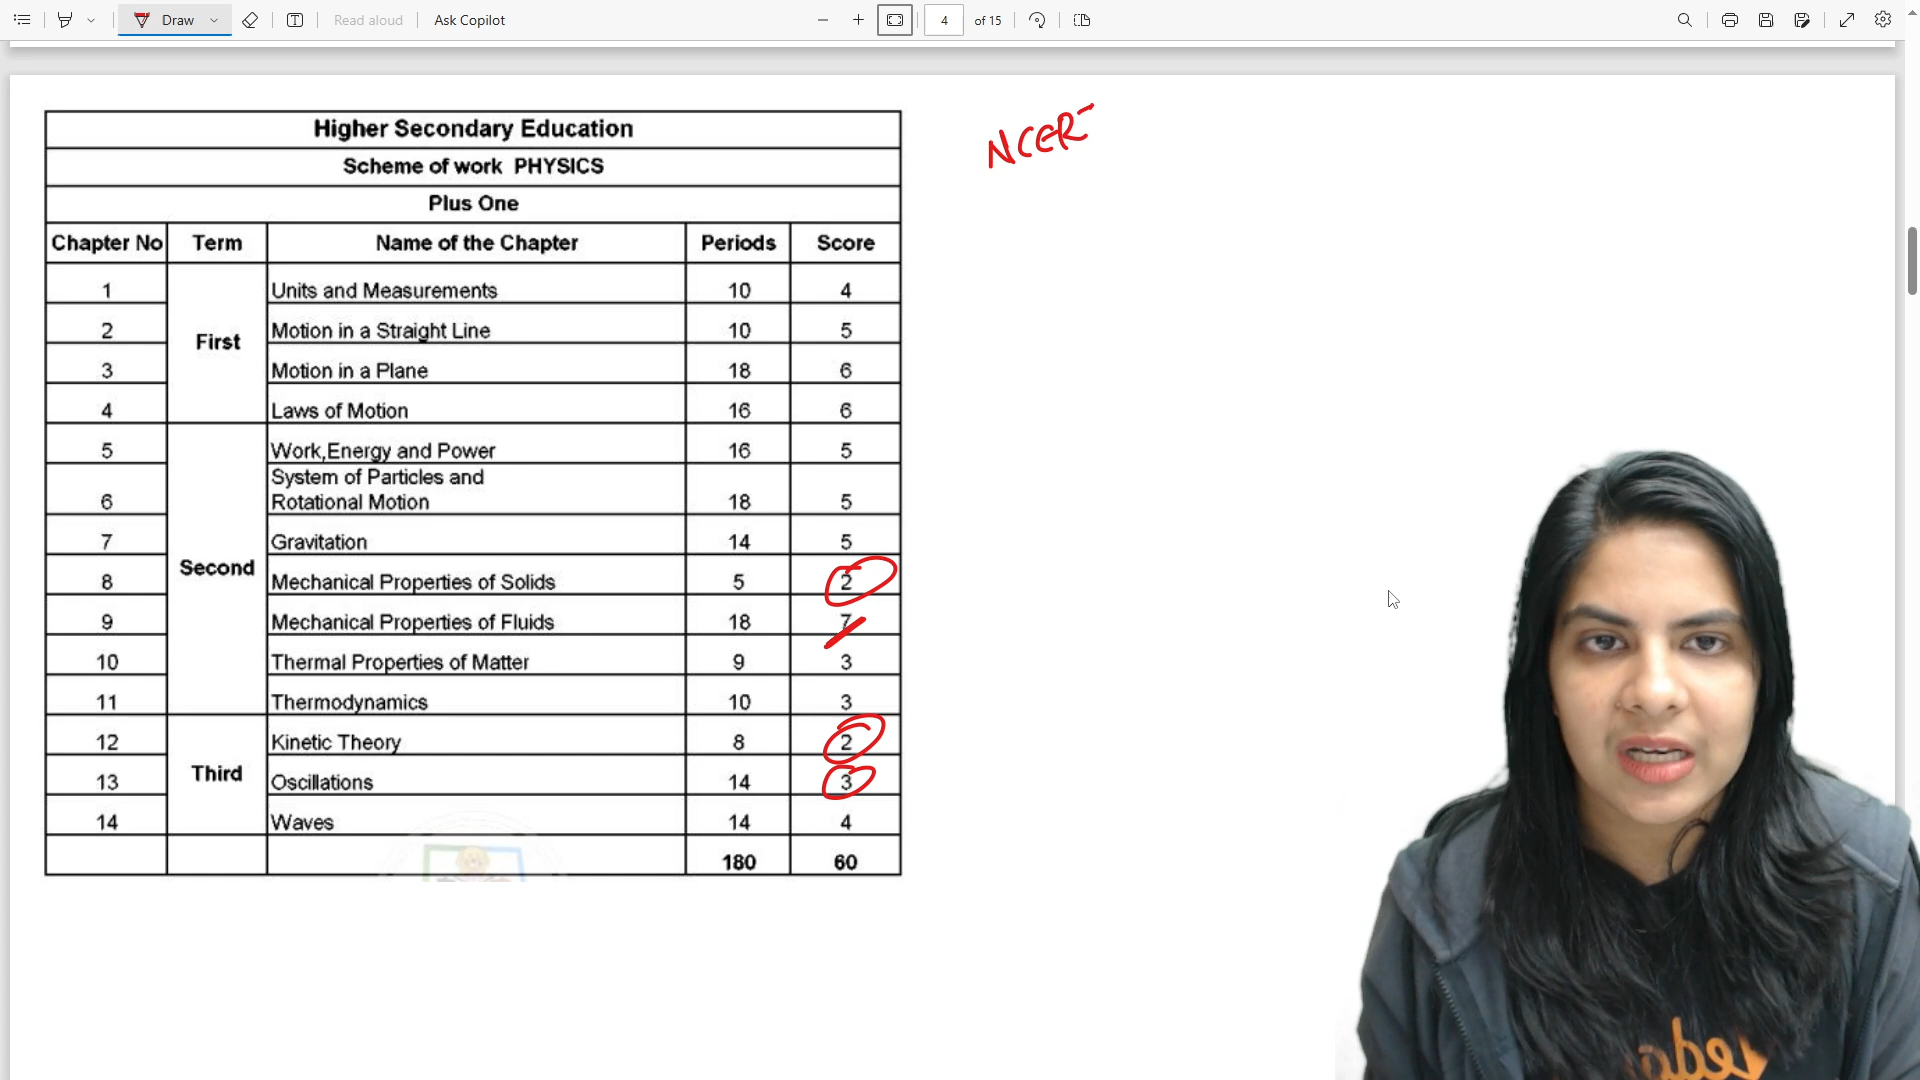 Draw
Read aloud
Ask Copilot
4 of 15
NCERT
Higher Secondary Education
Scheme of work PHYSICS
Plus One
Chapter No Term Name of the Chapter Periods Score
First
1 Units and Measurements 10 4
2 Motion in a Straight Line 10 5
3 Motion in a Plane 18 6
4 Laws of Motion 16 6
Second
5 Work,Energy and Power 16 5
6 System of Particles and
Rotational Motion 18 5
7 Gravitation 14 5
8 Mechanical Properties of Solids 5 2
9 Mechanical Properties of Fluids 18 7
10 Thermal Properties of Matter 9 3
11 Thermodynamics 10 3
Third
12 Kinetic Theory 8 2
13 Oscillations 14 3
14 Waves 14 4
180 60